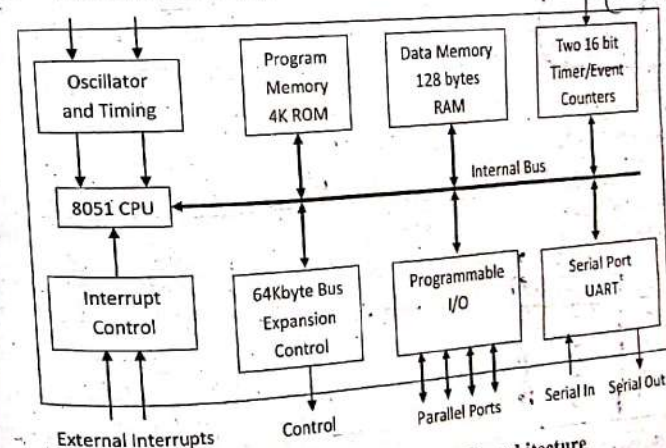 Oscillator
and Timing
Program
Memory
4K ROM
Data Memory
128 bytes
RAM
Two 16 bit
Timer/Event
Counters
Internal Bus
8051 CPU
Interrupt
Control
64Kbyte Bus
Expansion
Control
Programmable
I/O
Serial Port
UART
External Interrupts
Control
Parallel Ports
Serial In
Serial Out